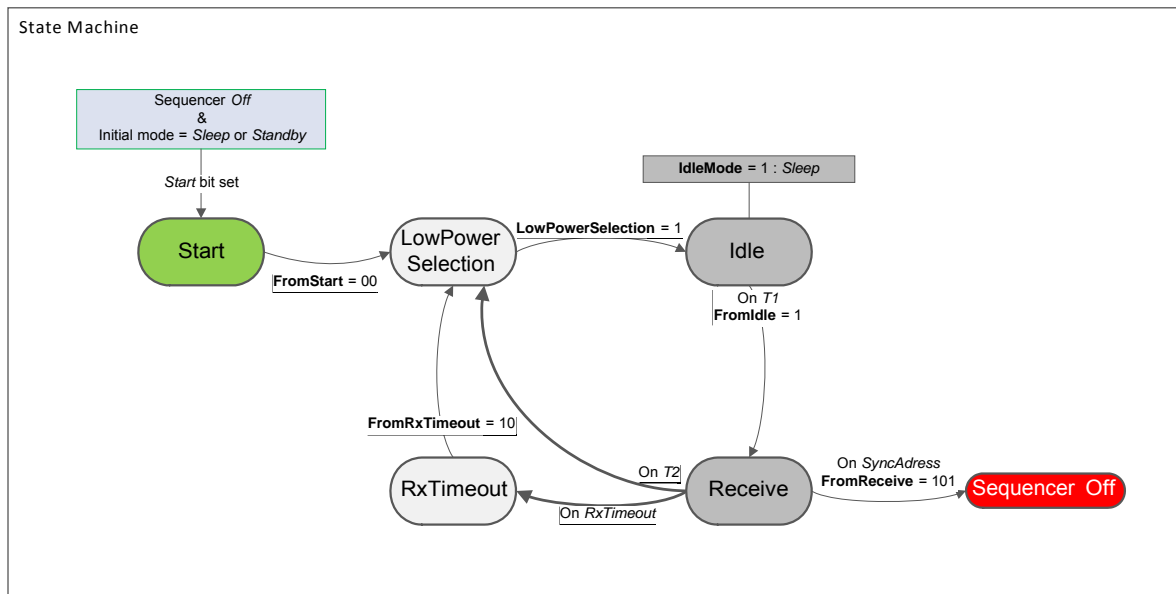 State Machine
Sequencer Off
&
Initial mode = Sleep or Standby
Start bit set
IdleMode = 1 : Sleep
Start
FromStart = 00
LowPower
Selection
LowPowerSelection = 1
Idle
On T1
FromIdle = 1
FromRxTimeout = 10
RxTimeout
On T2
On RxTimeout
Receive
On SyncAdress
FromReceive = 101
Sequencer Off